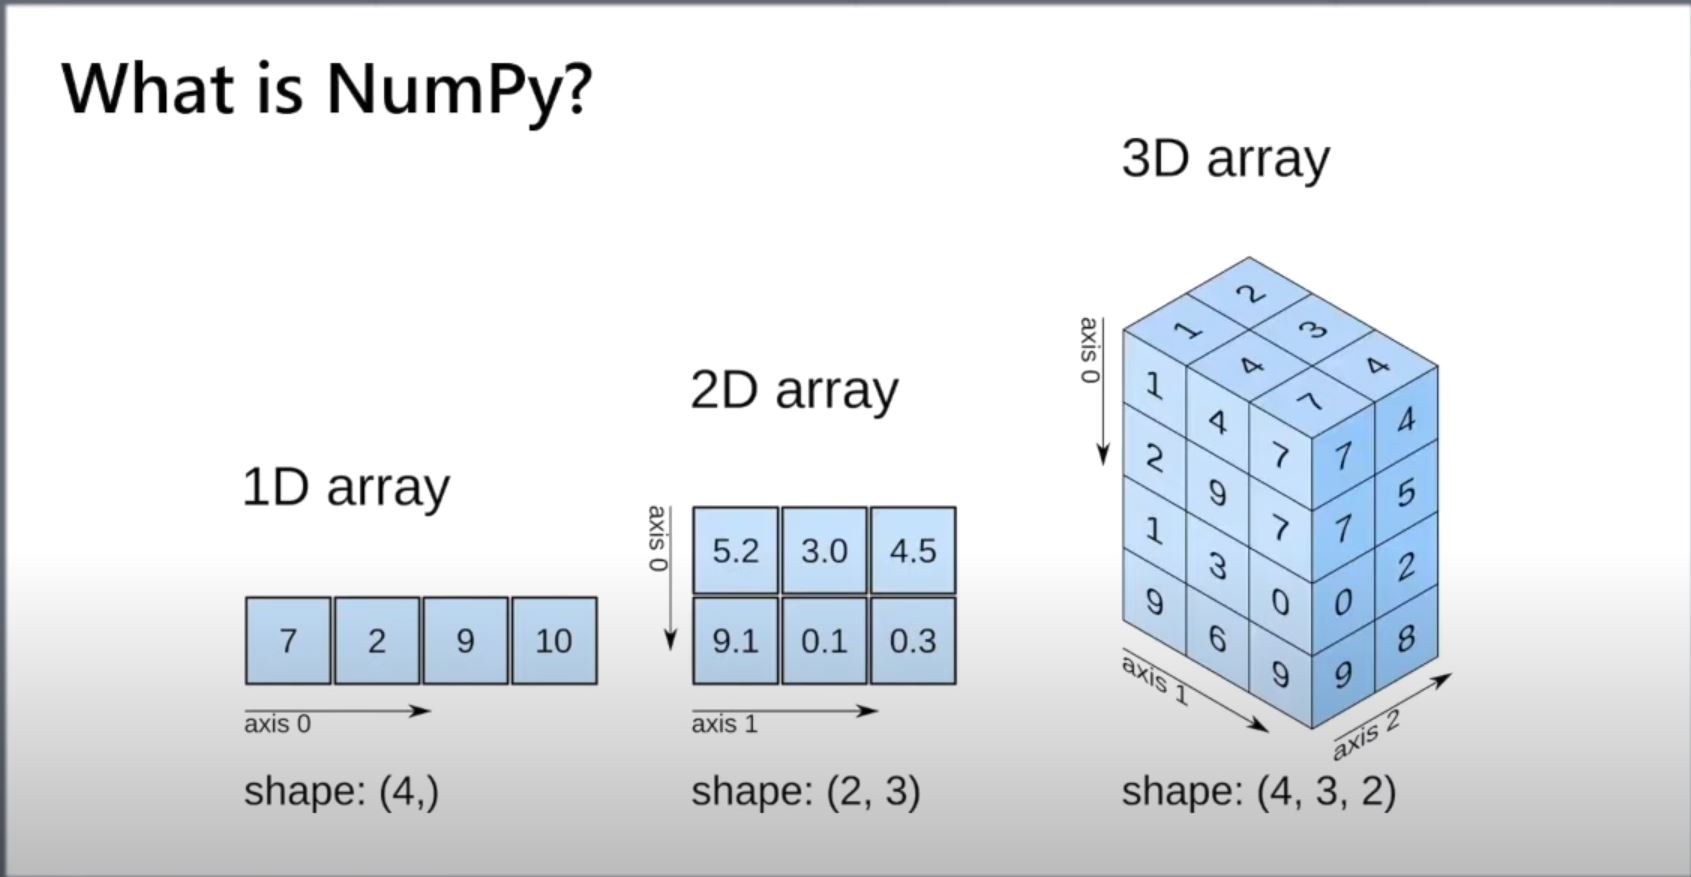 What is NumPy?
3D array
2D array
1D array
7 2 9 10
axis 0
shape: (4,)
axis 0
5.2 3.0 4.5
9.1 0.1 0.3
axis 1
shape: (2, 3)
axis 0
2
1 3
4 4
7
1 4 7 7 4
2 9 7 7 5
1 3 0 0 2
9 6 9 9 8
axis 1
axis 2
shape: (4, 3, 2)